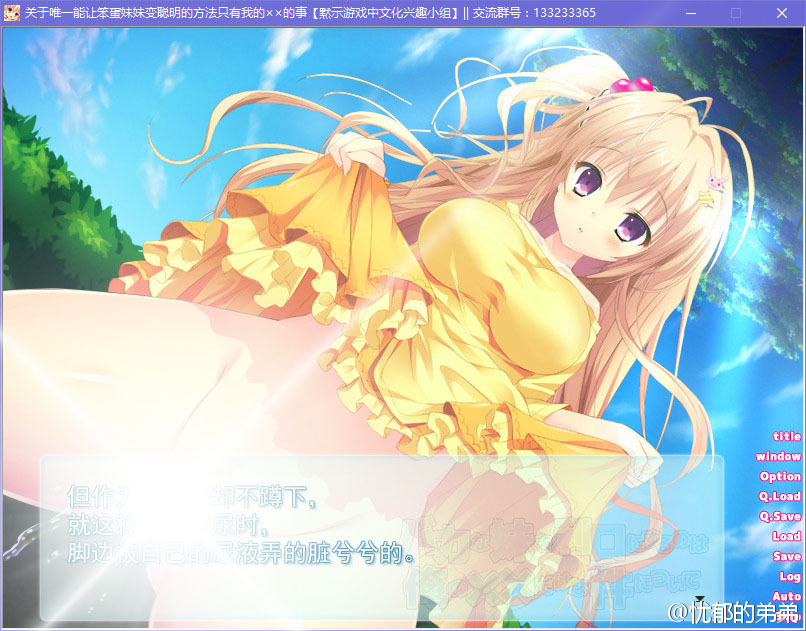 关于唯一能让笨蛋妹妹变聪明的方法只有我的××的事【默示游戏中文化兴趣小组】|| 交流群号：133233365
title
window
Option
Q.Load
Q.Save
Load
Save
Log
Auto
但作 却不蹲下，
就这样 尿时，
脚边被自己的尿液弄的脏兮兮的。
@忧郁的弟弟